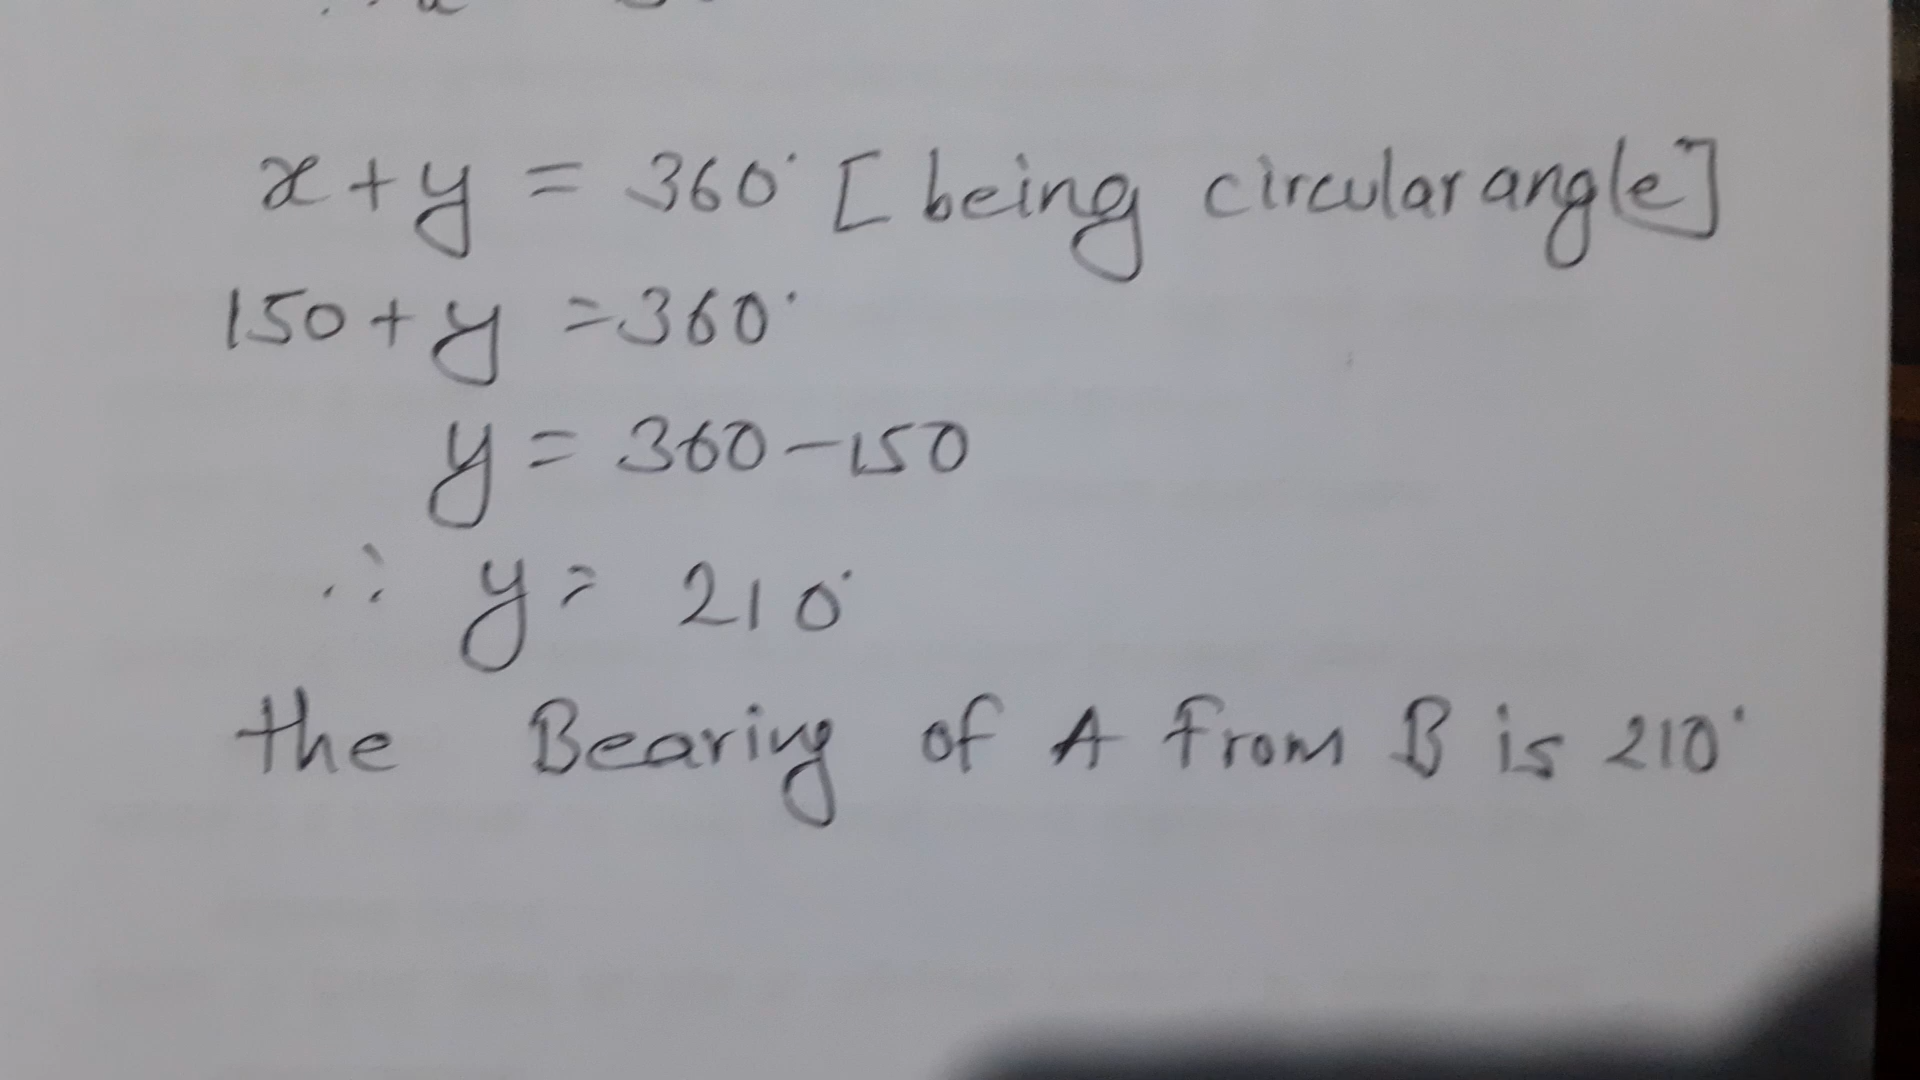 x + y = 360° [being circular angle]
150 + y = 360°
y = 360 - 150
∴ y = 210°
the Bearing of A from B is 210°